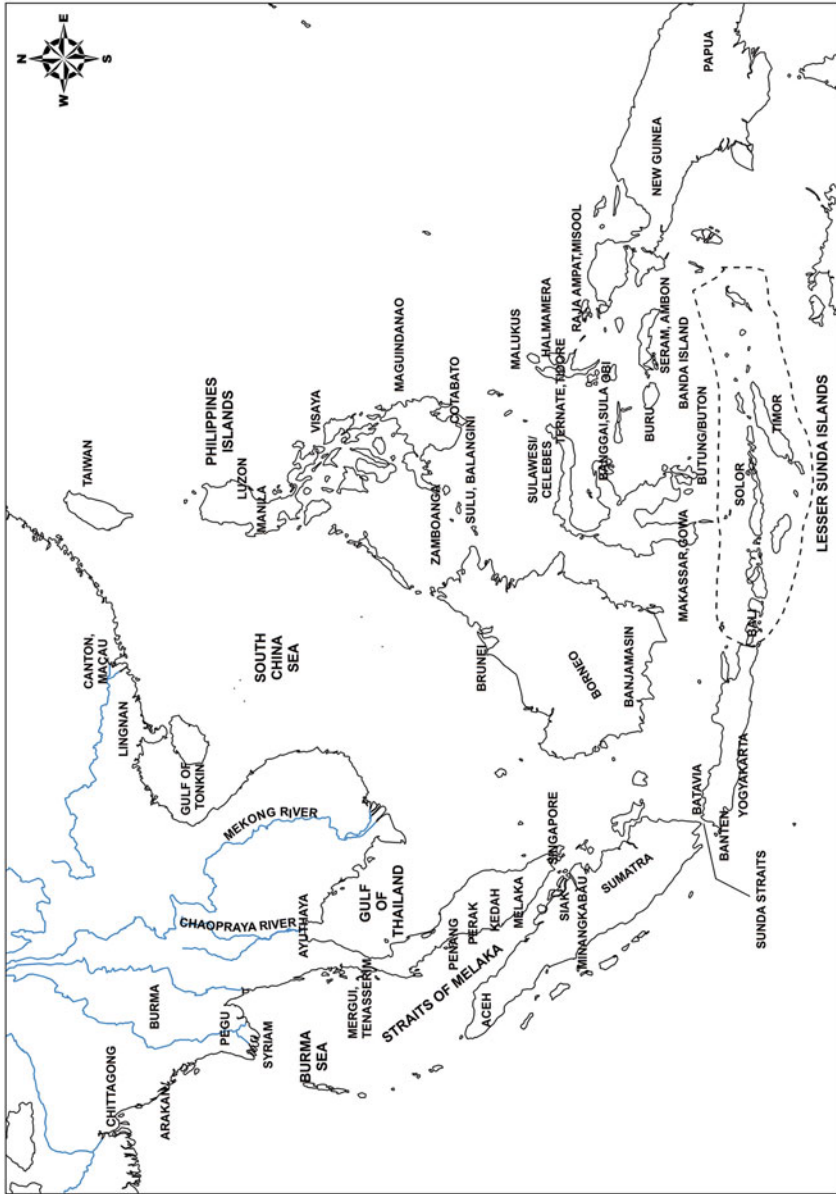 N
E
W
S
TAIWAN
CANTON,
MACAU
LINGNAN
GULF OF
TONKIN
CHITTAGONG
ARAKAN
BURMA
PEGU
SYRIAM
BURMA
SEA
MERGUI,
TENASSERIM
CHAOPRAYA RIVER
AYUTHAYA
MEKONG RIVER
GULF
OF
THAILAND
SOUTH
CHINA
SEA
PHILIPPINES
ISLANDS
LUZON
MANILA
VISAYA
MAGUINDANAO
COTABATO
ZAMBOANGA
SULU, BALANGINI
PENANG
PERAK
KEDAH
MELAKA
STRAITS OF MELAKA
ACEH
SINGAPORE
SIAK
MINANGKABAU
SUMATRA
BRUNEI
BORNEO
BANJAMASIN
SULAWESI/
CELEBES
MALUKUS
HALMAMERA
TERNATE,TIDORE
RAJA AMPAT,MISOOL
BANGGAI,SULA OBI
BURU
SERAM, AMBON
BANDA ISLAND
BUTUNG/BUTON
MAKASSAR,GOWA
NEW GUINEA
PAPUA
BATAVIA
BANTEN
YOGYAKARTA
SUNDA STRAITS
BALI
SOLOR
TIMOR
LESSER SUNDA ISLANDS